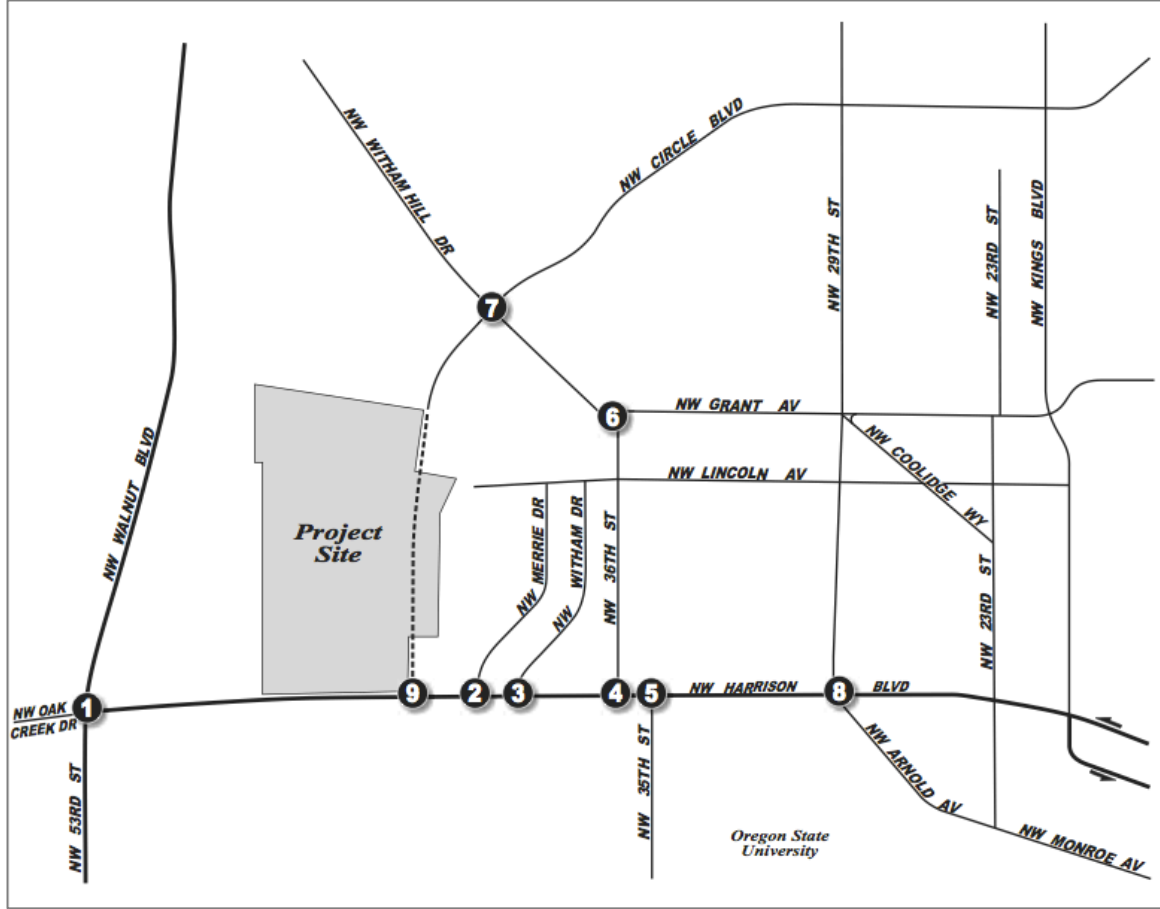 NW WITHAM HILL DR
NW CIRCLE BLVD
NW 29TH ST
NW 23RD ST
NW KINGS BLVD
7
NW WALNUT BLVD
6
NW GRANT AV
NW COOLIDGE WY
NW LINCOLN AV
Project
Site
NW MERRIE DR
NW WITHAM DR
NW 36TH ST
NW 23RD ST
NW OAK
CREEK DR
1
9
2
3
4
5
NW HARRISON BLVD
8
NW 53RD ST
NW 35TH ST
NW ARNOLD AV
Oregon State
University
NW MONROE AV